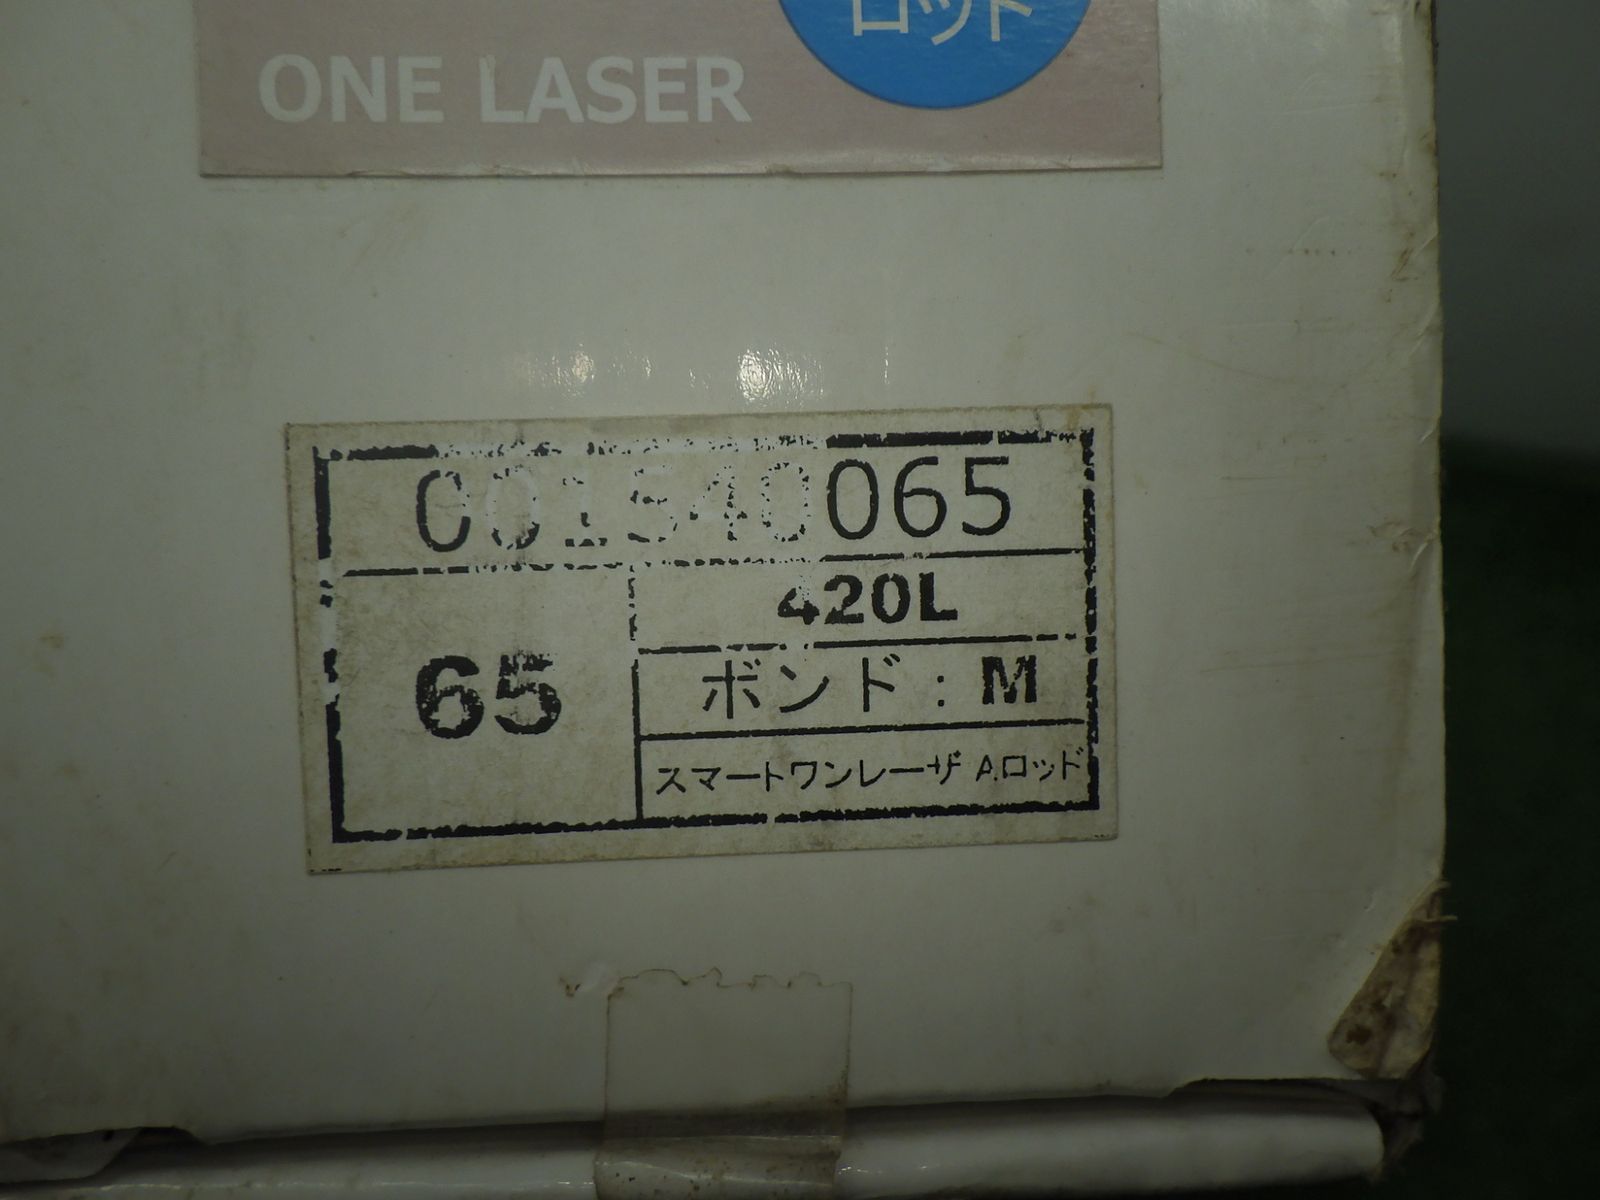 ロッド
ONE LASER
001540065
420L
65
ボンド：M
スマートワンレーザ A.ロッド